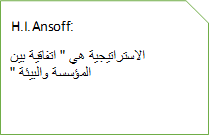 H.I.Ansoff:
الاستراتيجية هي " اتفاقية بين
المؤسسة والبيئة "